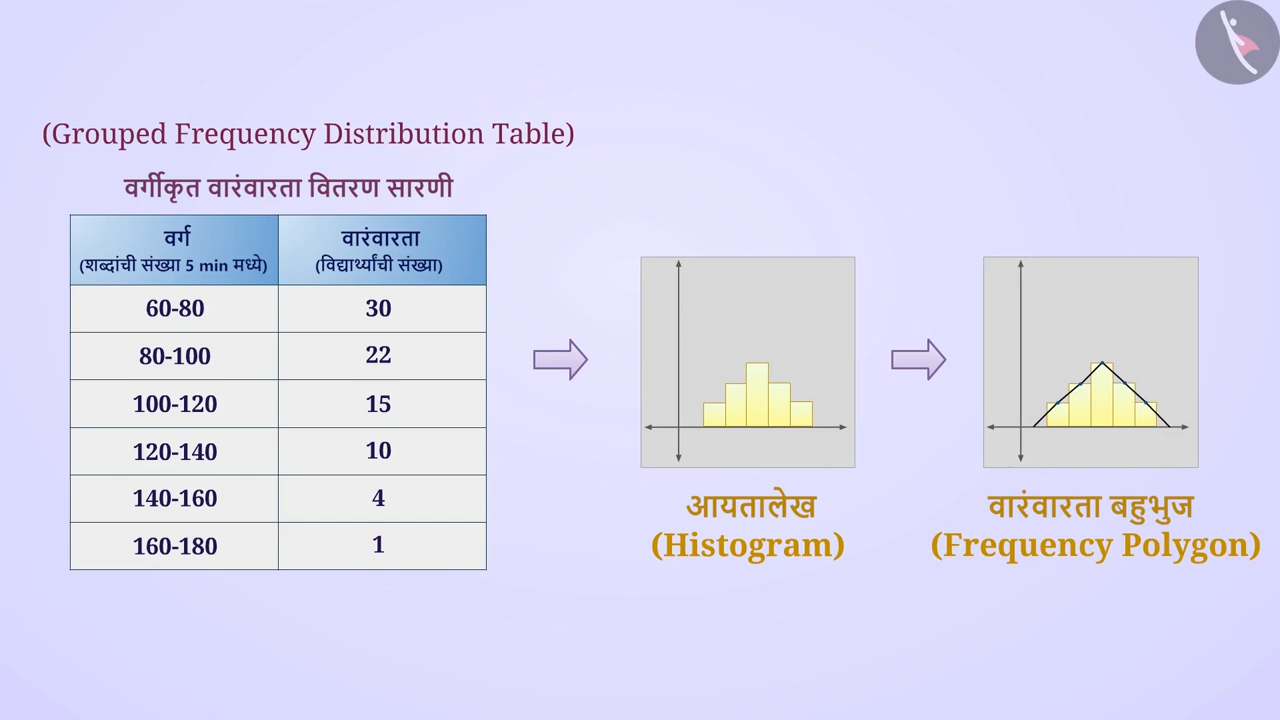 (Grouped Frequency Distribution Table)
वर्गीकृत वारंवारता वितरण सारणी
वर्ग वारंवारता
(शब्दांची संख्या 5 min मध्ये) (विद्यार्थ्यांची संख्या)
60-80 30
80-100 22
100-120 15
120-140 10
140-160 4
160-180 1
आयतालेख
(Histogram)
वारंवारता बहुभुज
(Frequency Polygon)